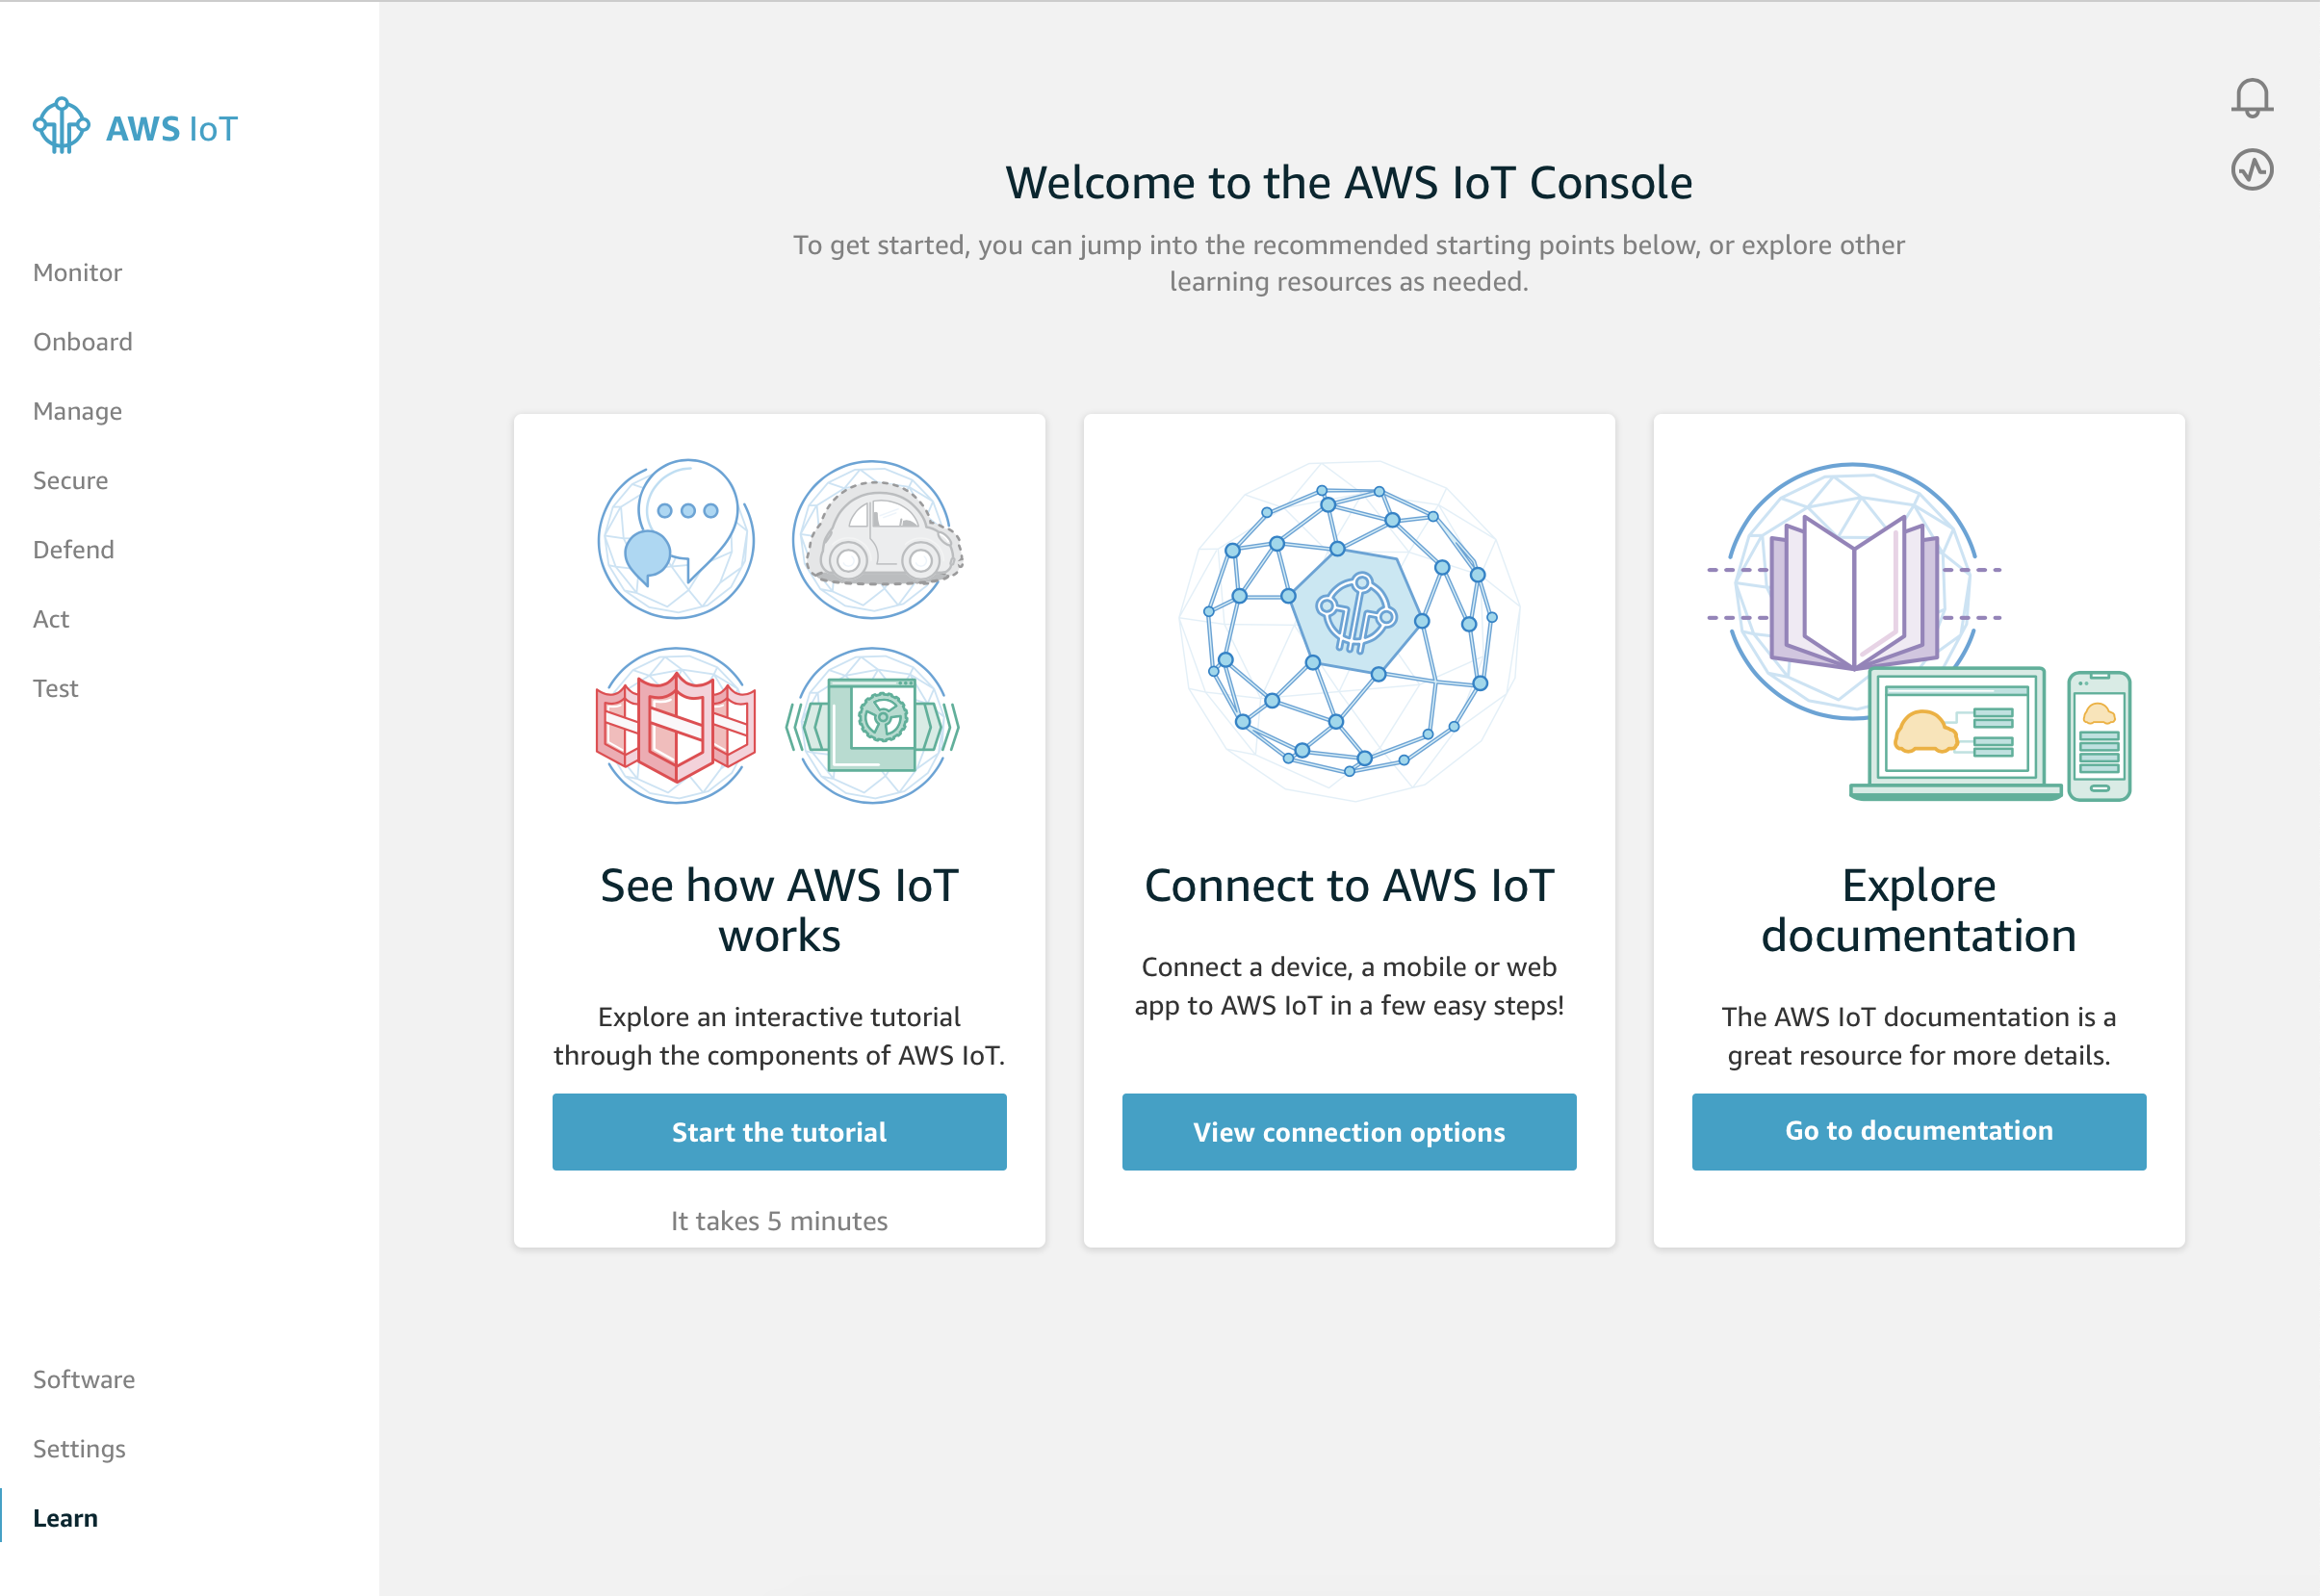 AWS IoT
Monitor
Onboard
Manage
Secure
Defend
Act
Test
Software
Settings
Learn
Welcome to the AWS IoT Console
To get started, you can jump into the recommended starting points below, or explore other
learning resources as needed.
See how AWS IoT
works
Explore an interactive tutorial
through the components of AWS IoT.
Start the tutorial
It takes 5 minutes
Connect to AWS IoT
Connect a device, a mobile or web
app to AWS IoT in a few easy steps!
View connection options
Explore
documentation
The AWS IoT documentation is a
great resource for more details.
Go to documentation